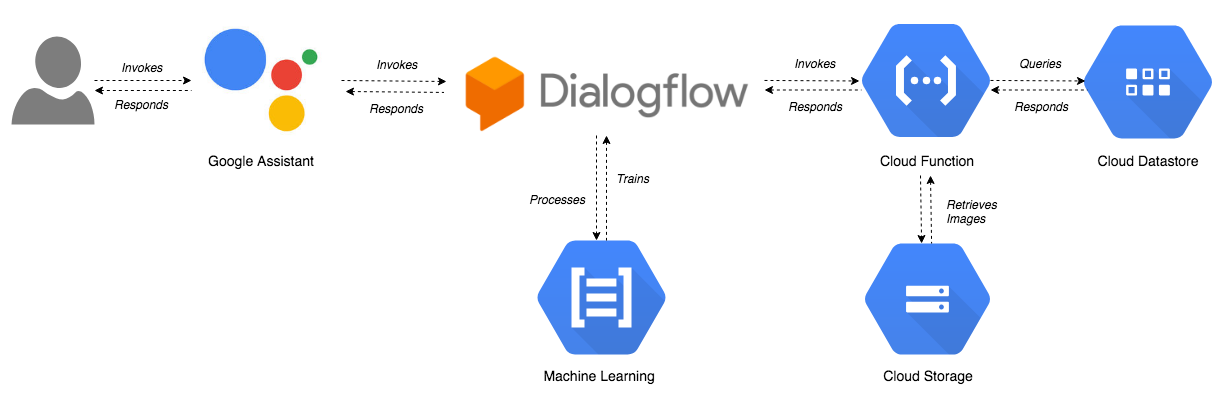 Invokes
Responds
Google Assistant
Invokes
Responds
Dialogflow
Invokes
Responds
Cloud Function
Queries
Responds
Cloud Datastore
Processes
Trains
Machine Learning
Retrieves
Images
Cloud Storage